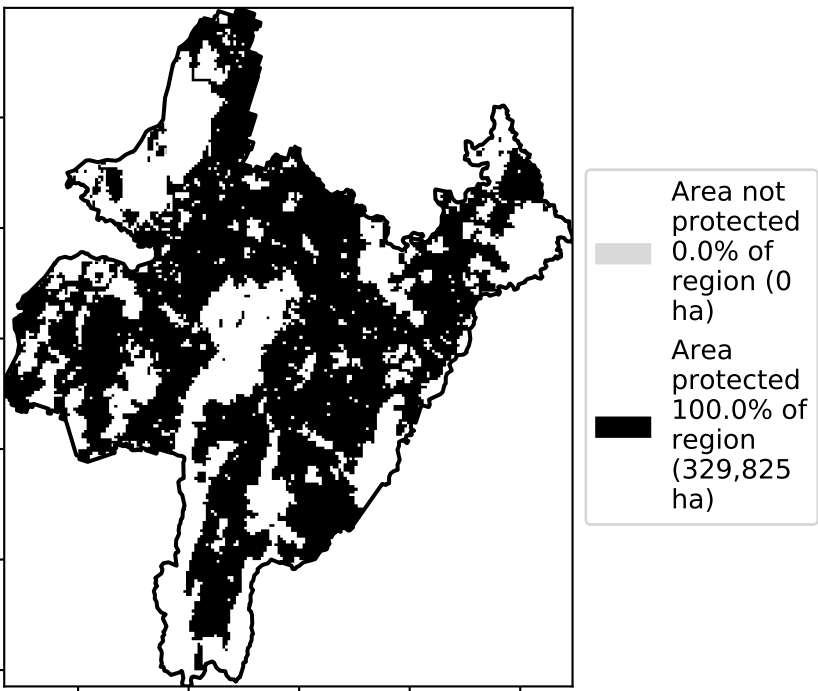 Area not
protected
0.0% of
region (0
ha)
Area
protected
100.0% of
region
(329,825
ha)